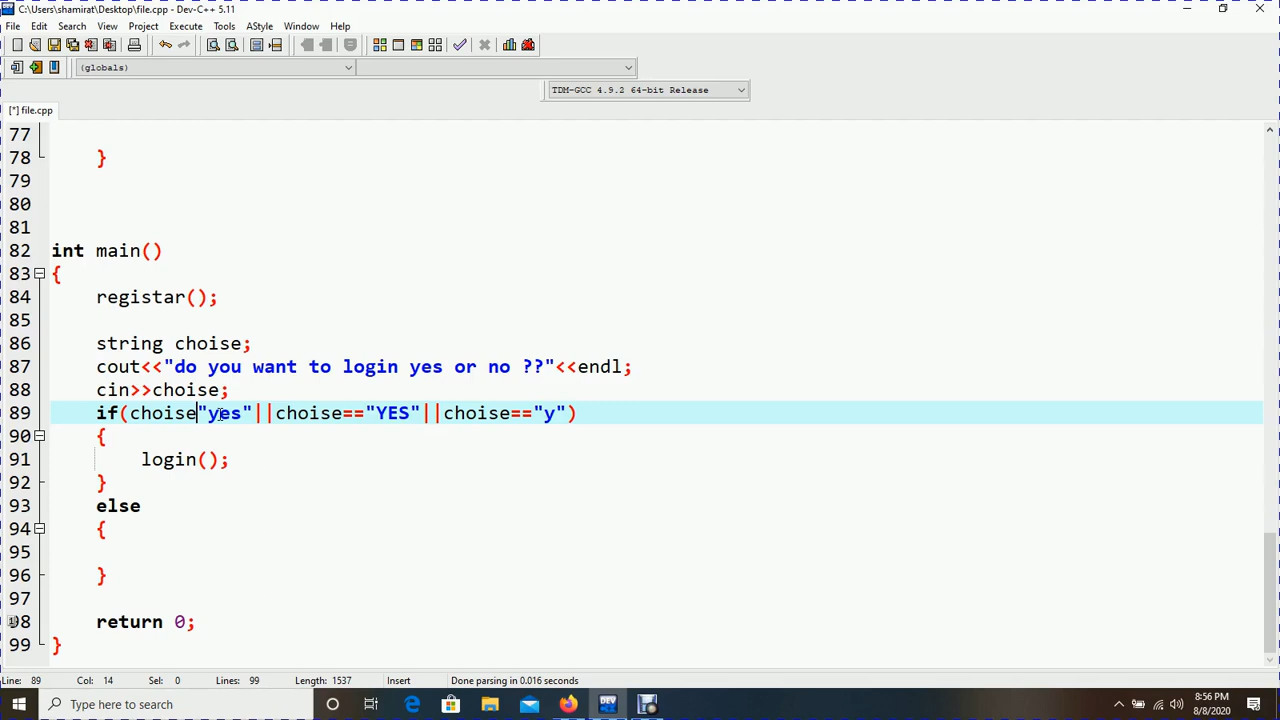 C:\Users\shamirat\Desktop\file.cpp - Dev-C++ 5.11
File Edit Search View Project Execute Tools AStyle Window Help
(globals)
TDM-GCC 4.9.2 64-bit Release
[*] file.cpp
77
78 }
79
80
81
82 int main()
83 {
84 registar();
85
86 string choise;
87 cout<<"do you want to login yes or no ??"<<endl;
88 cin>>choise;
89 if(choise"yes"||choise=="YES"||choise=="y")
90 {
91 login();
92 }
93 else
94 {
95
96 }
97
98 return 0;
99 }
Line: 89 Col: 14 Sel: 0 Lines: 99 Length: 1537 Insert Done parsing in 0.016 seconds
Type here to search
DEV
8:56 PM
8/8/2020